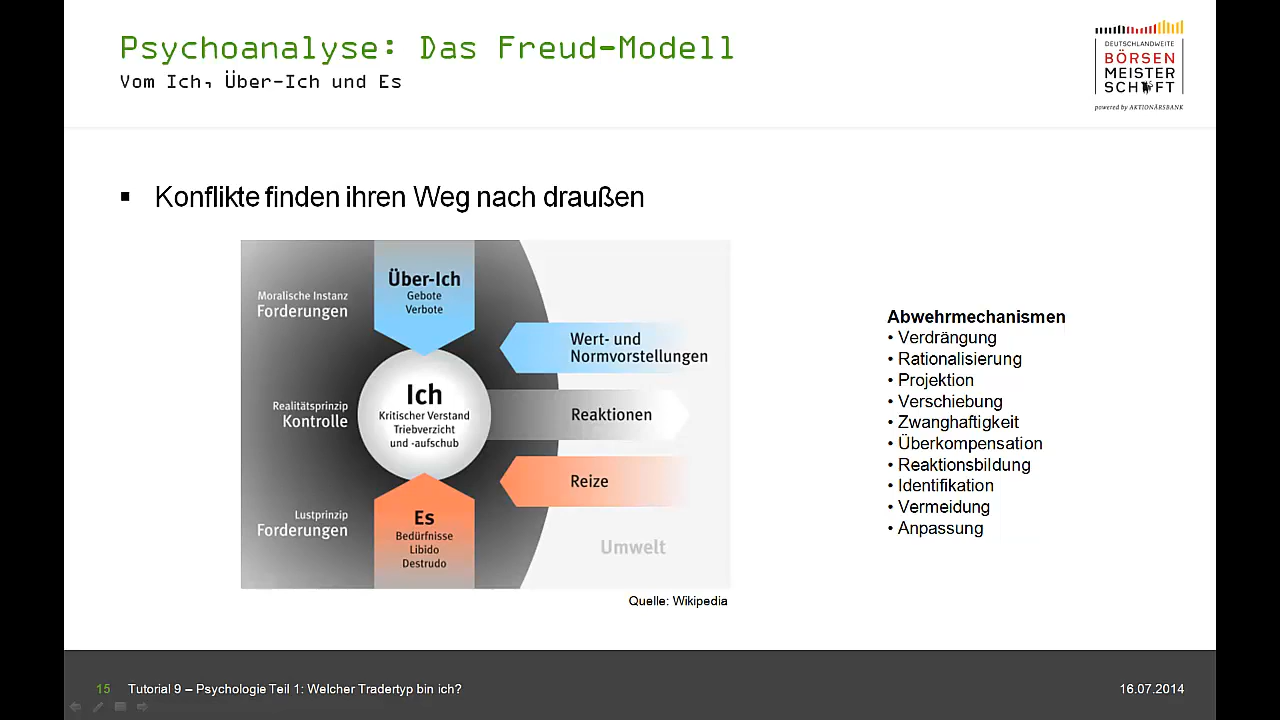 Psychoanalyse: Das Freud-Modell
Vom Ich, Über-Ich und Es
DEUTSCHLANDWEITE
BÖRSEN
MEISTER
SCHAFT
powered by AKTIONÄRSBANK
▪ Konflikte finden ihren Weg nach draußen
Über-Ich
Gebote
Verbote
Moralische Instanz
Forderungen
Wert- und
Normvorstellungen
Ich
Kritischer Verstand
Triebverzicht
und -aufschub
Realitätsprinzip
Kontrolle
Reaktionen
Reize
Es
Bedürfnisse
Libido
Destrudo
Lustprinzip
Forderungen
Umwelt
Quelle: Wikipedia
Abwehrmechanismen
• Verdrängung
• Rationalisierung
• Projektion
• Verschiebung
• Zwanghaftigkeit
• Überkompensation
• Reaktionsbildung
• Identifikation
• Vermeidung
• Anpassung
15 Tutorial 9 – Psychologie Teil 1: Welcher Tradertyp bin ich? 16.07.2014